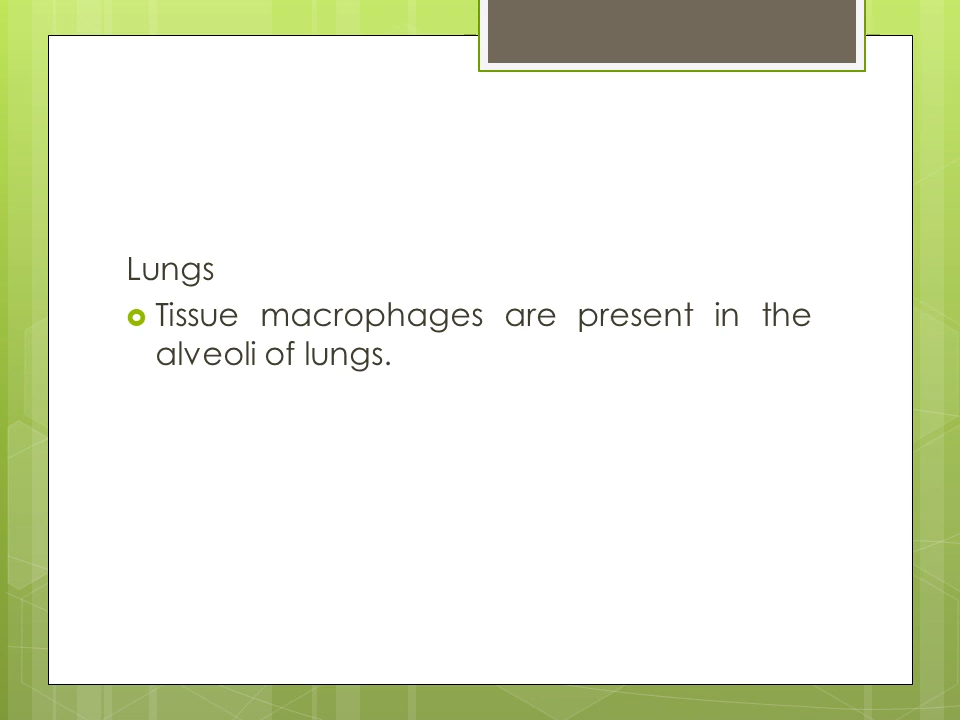 Lungs
Tissue macrophages are present in the
alveoli of lungs.